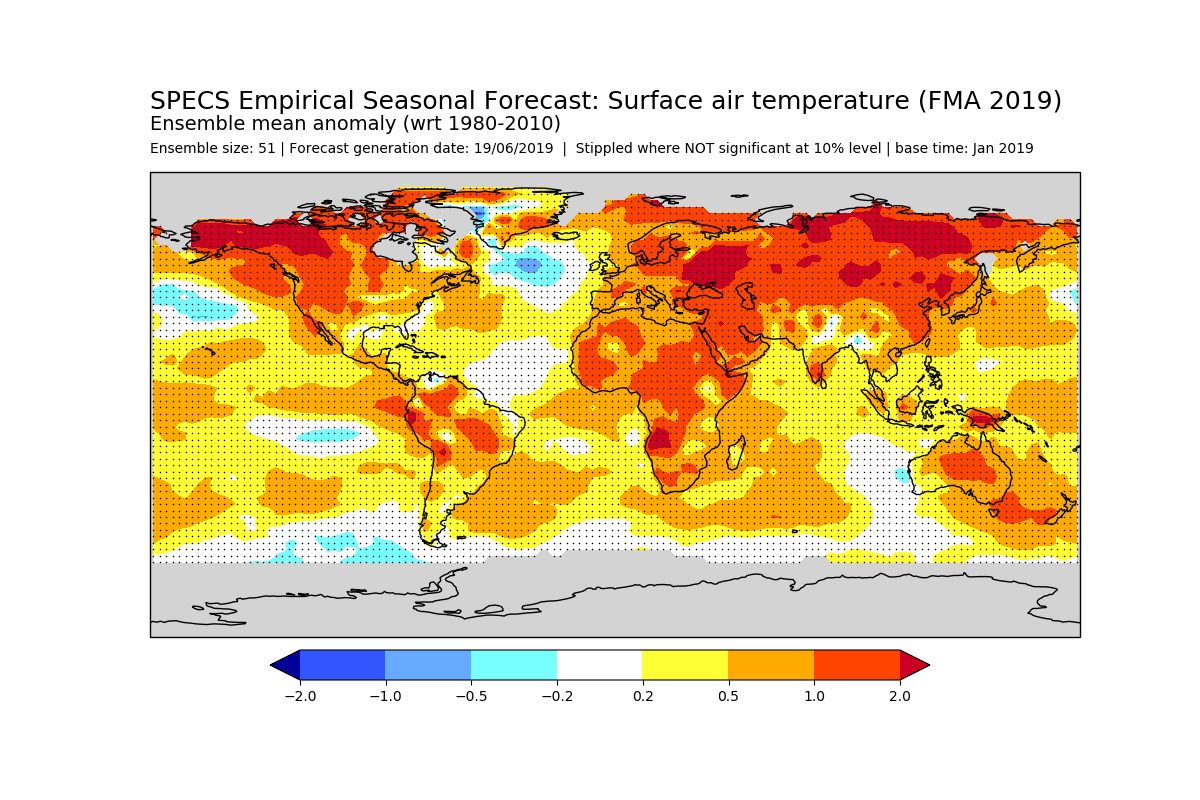 SPECS Empirical Seasonal Forecast: Surface air temperature (FMA 2019)
Ensemble mean anomaly (wrt 1980-2010)
Ensemble size: 51 | Forecast generation date: 19/06/2019  |  Stippled where NOT significant at 10% level | base time: Jan 2019
−2.0 −1.0 −0.5 −0.2 0.2 0.5 1.0 2.0